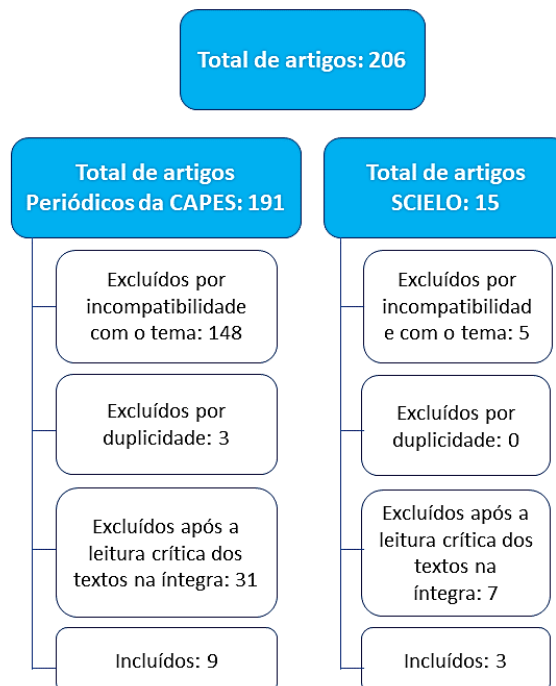 Total de artigos: 206
Total de artigos
Periódicos da CAPES: 191
Excluídos por
incompatibilidade
com o tema: 148
Excluídos por
duplicidade: 3
Excluídos após a
leitura crítica dos
textos na íntegra: 31
Incluídos: 9
Total de artigos
SCIELO: 15
Excluídos por
incompatibilidad
e com o tema: 5
Excluídos por
duplicidade: 0
Excluídos após a
leitura crítica dos
textos na
íntegra: 7
Incluídos: 3